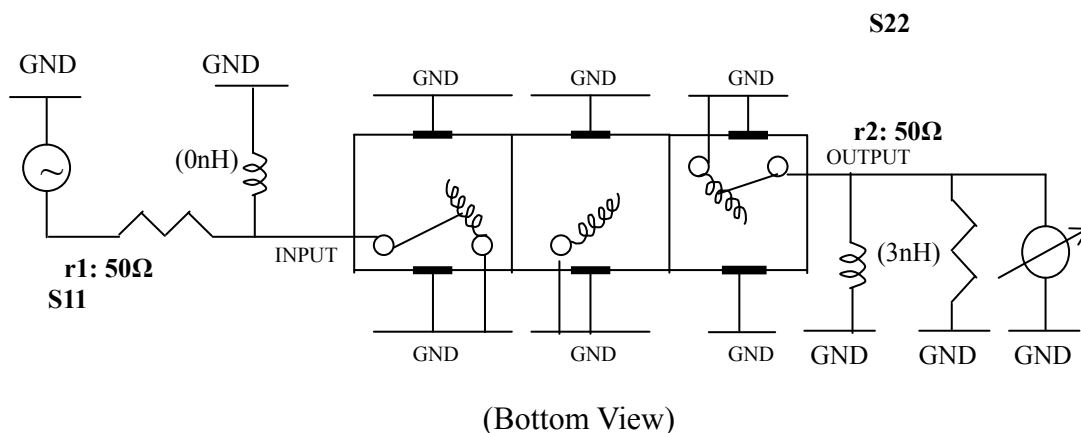 S22
GND
GND
GND
GND
GND
r2: 50Ω
OUTPUT
(0nH)
INPUT
r1: 50Ω
S11
(3nH)
GND
GND
GND
GND
GND
GND
(Bottom View)